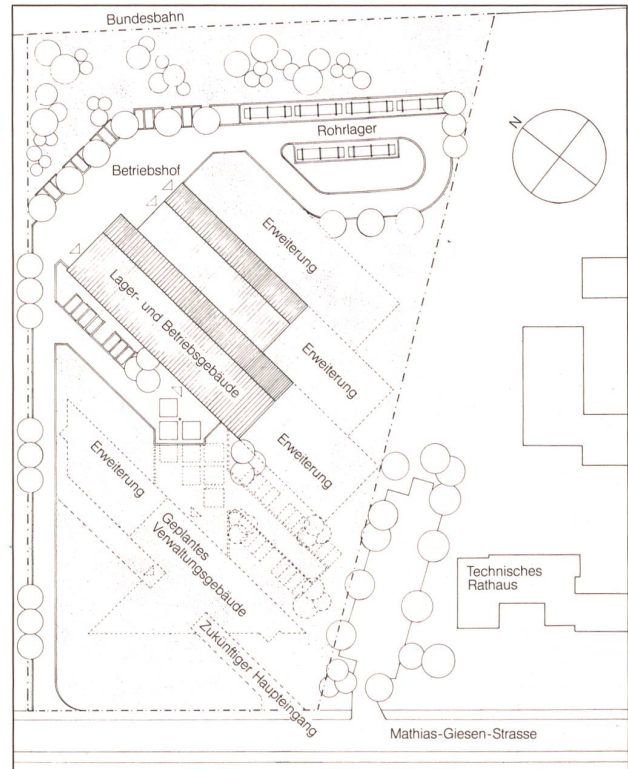 Bundesbahn
Rohrlager
N
Betriebshof
Erweiterung
Lager- und Betriebsgebäude
Erweiterung
Erweiterung
Erweiterung
Geplantes
Verwaltungsgebäude
Technisches
Rathaus
Zukünftiger Haupteingang
Mathias-Giesen-Strasse